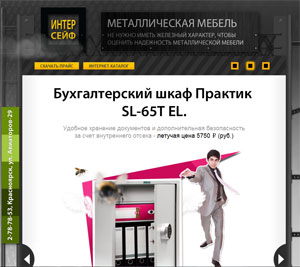 ИНТЕР
СЕЙФ
МЕТАЛЛИЧЕСКАЯ МЕБЕЛЬ
НЕ НУЖНО ИМЕТЬ ЖЕЛЕЗНЫЙ ХАРАКТЕР, ЧТОБЫ
ОЦЕНИТЬ НАДЕЖНОСТЬ МЕТАЛЛИЧЕСКОЙ МЕБЕЛИ
СКАЧАТЬ ПРАЙС
ИНТЕРНЕТ-КАТАЛОГ
Бухгалтерский шкаф Практик
SL-65T EL.
Удобное хранение документов и дополнительная безопасность
за счет внутреннего отсека - летучая цена 5750 ₽ (руб.)
2-78-78-53, Красноярск, ул. Авиаторов-29